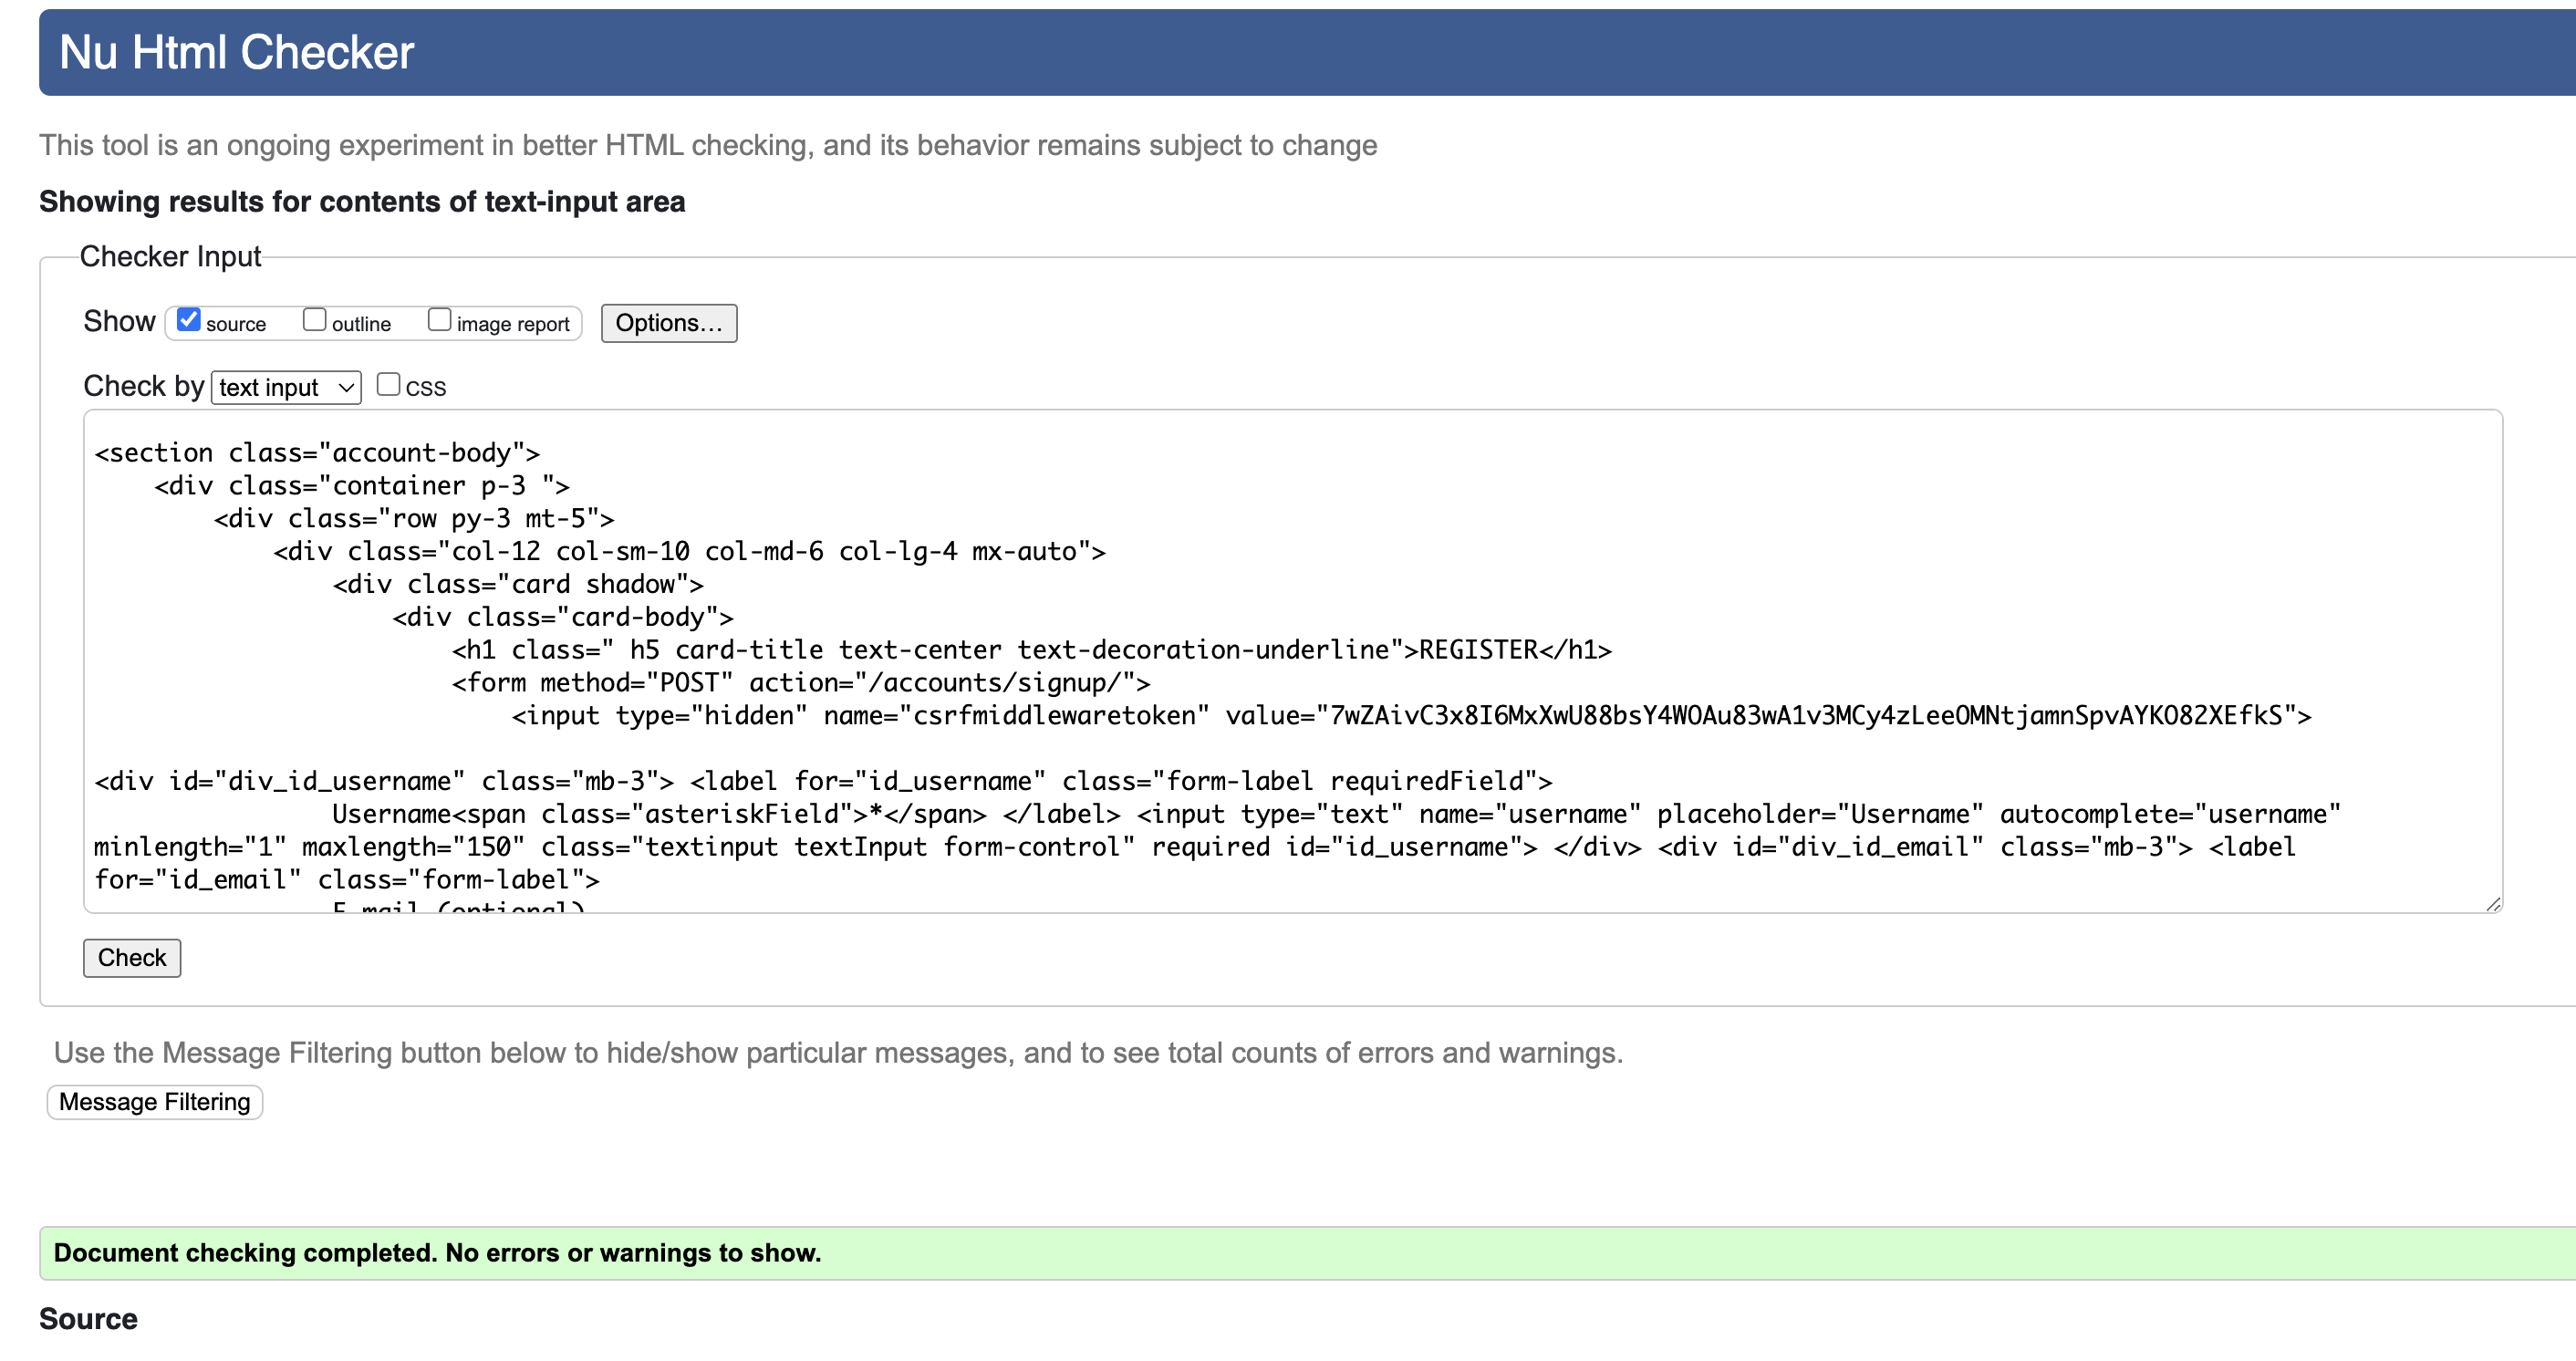 Nu Html Checker
This tool is an ongoing experiment in better HTML checking, and its behavior remains subject to change
Showing results for contents of text-input area
Checker Input
Show source outline image report Options...
Check by text input css
<section class="account-body">
<div class="container p-3 ">
<div class="row py-3 mt-5">
<div class="col-12 col-sm-10 col-md-6 col-lg-4 mx-auto">
<div class="card shadow">
<div class="card-body">
<h1 class=" h5 card-title text-center text-decoration-underline">REGISTER</h1>
<form method="POST" action="/accounts/signup/">
<input type="hidden" name="csrfmiddlewaretoken" value="7wZAivC3x8I6MxXwU88bsY4WOAu83wA1v3MCy4zLeeOMNtjamnSpvAYKO82XEfkS">
<div id="div_id_username" class="mb-3"> <label for="id_username" class="form-label requiredField">
Username<span class="asteriskField">*</span> </label> <input type="text" name="username" placeholder="Username" autocomplete="username"
minlength="1" maxlength="150" class="textinput textInput form-control" required id="id_username"> </div> <div id="div_id_email" class="mb-3"> <label
for="id_email" class="form-label">
E-mail (optional)
Check
Use the Message Filtering button below to hide/show particular messages, and to see total counts of errors and warnings.
Message Filtering
Document checking completed. No errors or warnings to show.
Source